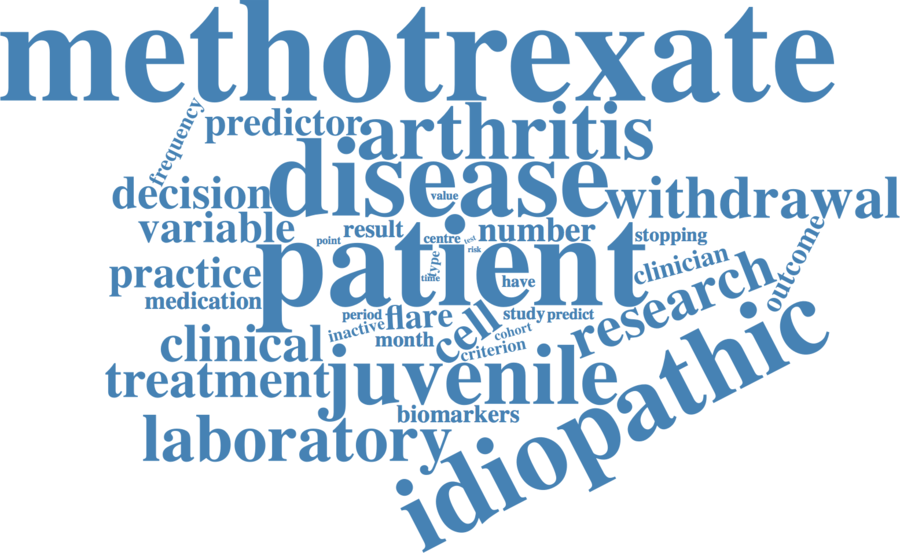 methotrexate
frequency
predictor
arthritis
disease
value
decision
withdrawal
variable
result
number
point
centre
test
risk
stopping
patient
type
time
have
outcome
clinician
practice
medication
research
period
flare
study
predict
inactive
month
cell
cohort
criterion
clinical
treatment
juvenile
idiopathic
biomarkers
laboratory